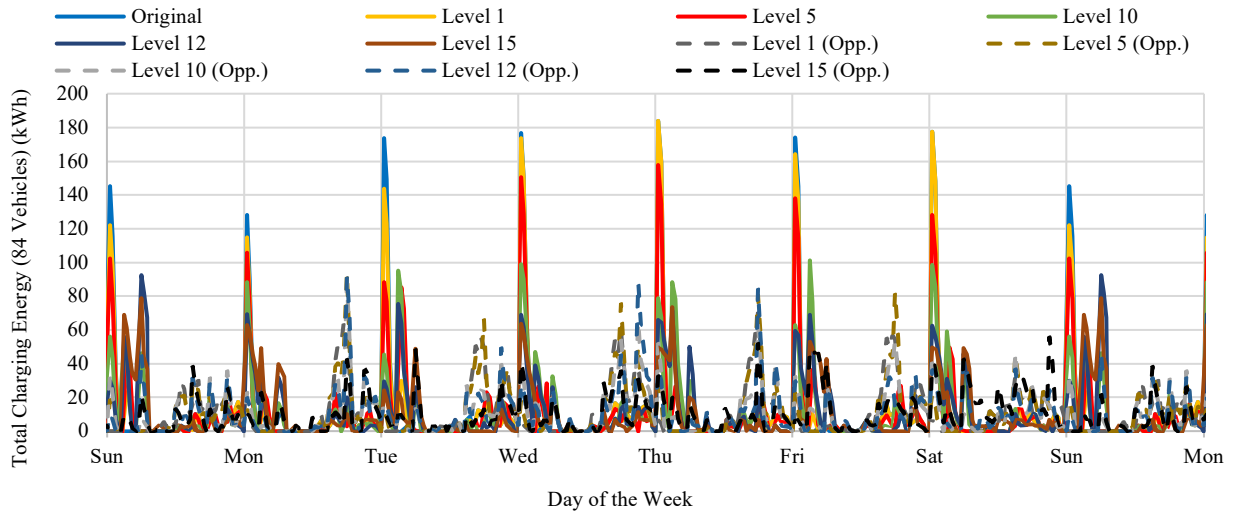 Original Level 1 Level 5 Level 10
Level 12 Level 15 Level 1 (Opp.) Level 5 (Opp.)
Level 10 (Opp.) Level 12 (Opp.) Level 15 (Opp.)
Total Charging Energy (84 Vehicles) (kWh)
200
180
160
140
120
100
80
60
40
20
0
Sun Mon Tue Wed Thu Fri Sat Sun Mon
Day of the Week